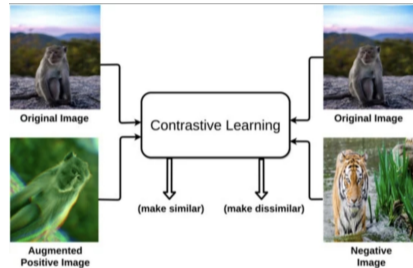 Original Image
Original Image
Contrastive Learning
(make similar)
(make dissimilar)
Augmented
Positive Image
Negative
Image